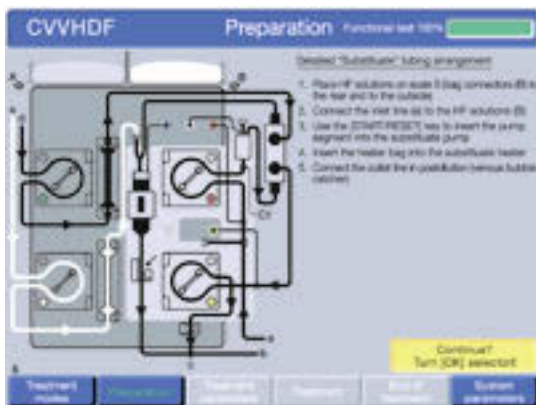 CVVHDF
Preparation
Functional test 100%
Detailed "Substituate" tubing arrangement
1. Place HF solutions on scale (bag connectors (B) to
the rear and to the outside)
2. Connect the inlet line to the HF solutions (B)
3. Use the [START/RESET] key to insert the pump
segment into the substituate pump
4. Insert the heater bag into the substituate heater
5. Connect the outlet line in postdilution (venous bubble
catcher)
Continue?
Turn [OK] selector!
Treatment
modes
Preparation
Treatment
parameters
Treatment
End of
treatment
System
parameters